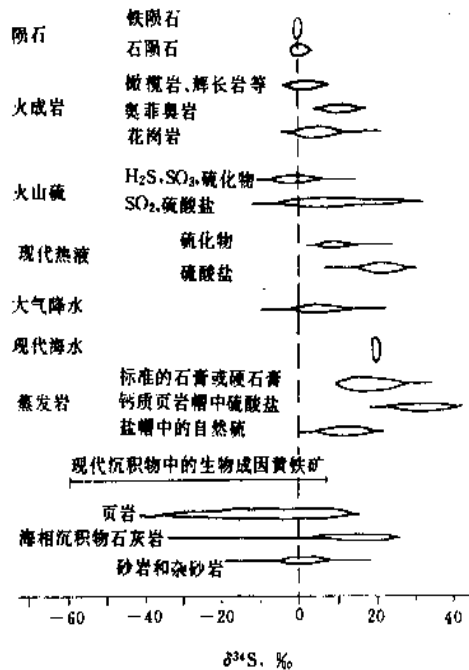 铁陨石
陨石
石陨石
橄榄岩、辉长岩等
火成岩
奥菲奥岩
花岗岩
H₂S,SO₃,硫化物
火山硫
SO₂,硫酸盐
硫化物
现代热液
硫酸盐
大气降水
现代海水
标准的石膏或硬石膏
蒸发岩
钙质页岩帽中硫酸盐
盐帽中的自然硫
现代沉积物中的生物成因黄铁矿
页岩
海相沉积物石灰岩
砂岩和杂砂岩
-60 -40 -20 0 20 40
δ³⁴S, ‰